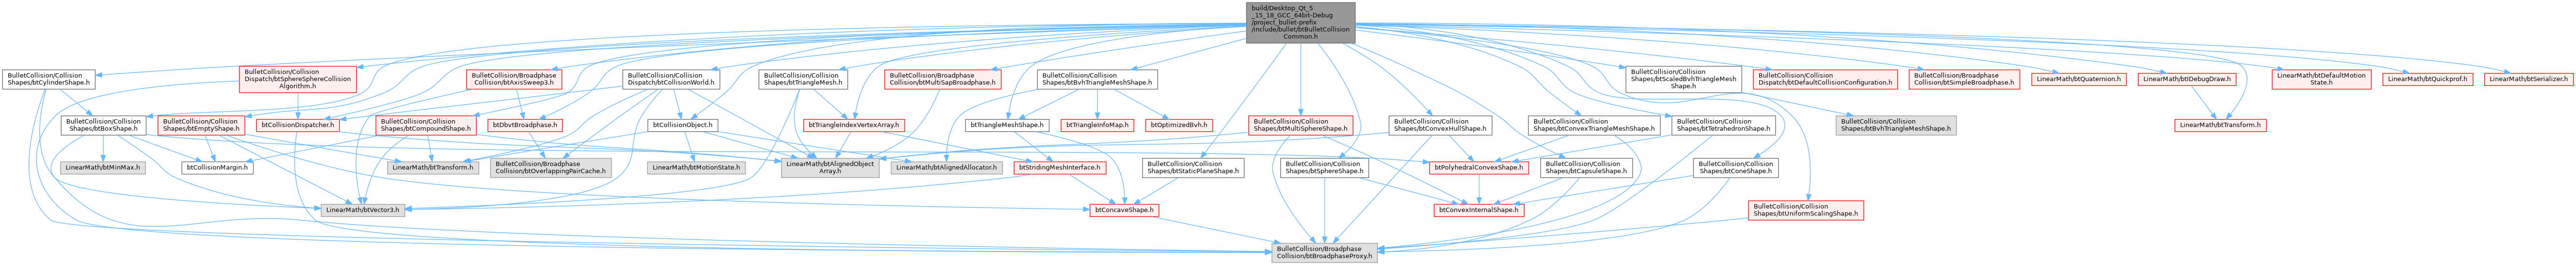 build/Desktop_Qt_5
_15_18_GCC_64bit-Debug
/project_bullet-prefix
/include/bullet/btBulletCollision
Common.h
BulletCollision/Collision
Shapes/btCylinderShape.h
BulletCollision/Collision
Dispatch/btSphereSphereCollision
Algorithm.h
BulletCollision/Broadphase
Collision/btAxisSweep3.h
BulletCollision/Collision
Dispatch/btCollisionWorld.h
BulletCollision/Collision
Shapes/btTriangleMesh.h
BulletCollision/Broadphase
Collision/btMultiSapBroadphase.h
BulletCollision/Collision
Shapes/btBvhTriangleMeshShape.h
BulletCollision/Collision
Shapes/btScaledBvhTriangleMesh
Shape.h
BulletCollision/Collision
Dispatch/btDefaultCollisionConfiguration.h
BulletCollision/Broadphase
Collision/btSimpleBroadphase.h
LinearMath/btQuaternion.h
LinearMath/btIDebugDraw.h
LinearMath/btDefaultMotion
State.h
LinearMath/btQuickprof.h
LinearMath/btSerializer.h
BulletCollision/Collision
Shapes/btBoxShape.h
BulletCollision/Collision
Shapes/btEmptyShape.h
btCollisionDispatcher.h
BulletCollision/Collision
Shapes/btCompoundShape.h
btDbvtBroadphase.h
btCollisionObject.h
btTriangleIndexVertexArray.h
btTriangleMeshShape.h
btTriangleInfoMap.h
btOptimizedBvh.h
BulletCollision/Collision
Shapes/btMultiSphereShape.h
BulletCollision/Collision
Shapes/btConvexHullShape.h
BulletCollision/Collision
Shapes/btConvexTriangleMeshShape.h
BulletCollision/Collision
Shapes/btTetrahedronShape.h
BulletCollision/Collision
Shapes/btBvhTriangleMeshShape.h
LinearMath/btTransform.h
LinearMath/btMinMax.h
btCollisionMargin.h
LinearMath/btTransform.h
BulletCollision/Broadphase
Collision/btOverlappingPairCache.h
LinearMath/btMotionState.h
LinearMath/btAlignedObject
Array.h
LinearMath/btAlignedAllocator.h
btStridingMeshInterface.h
BulletCollision/Collision
Shapes/btStaticPlaneShape.h
BulletCollision/Collision
Shapes/btSphereShape.h
btPolyhedralConvexShape.h
BulletCollision/Collision
Shapes/btCapsuleShape.h
BulletCollision/Collision
Shapes/btConeShape.h
LinearMath/btVector3.h
btConcaveShape.h
btConvexInternalShape.h
BulletCollision/Collision
Shapes/btUniformScalingShape.h
BulletCollision/Broadphase
Collision/btBroadphaseProxy.h